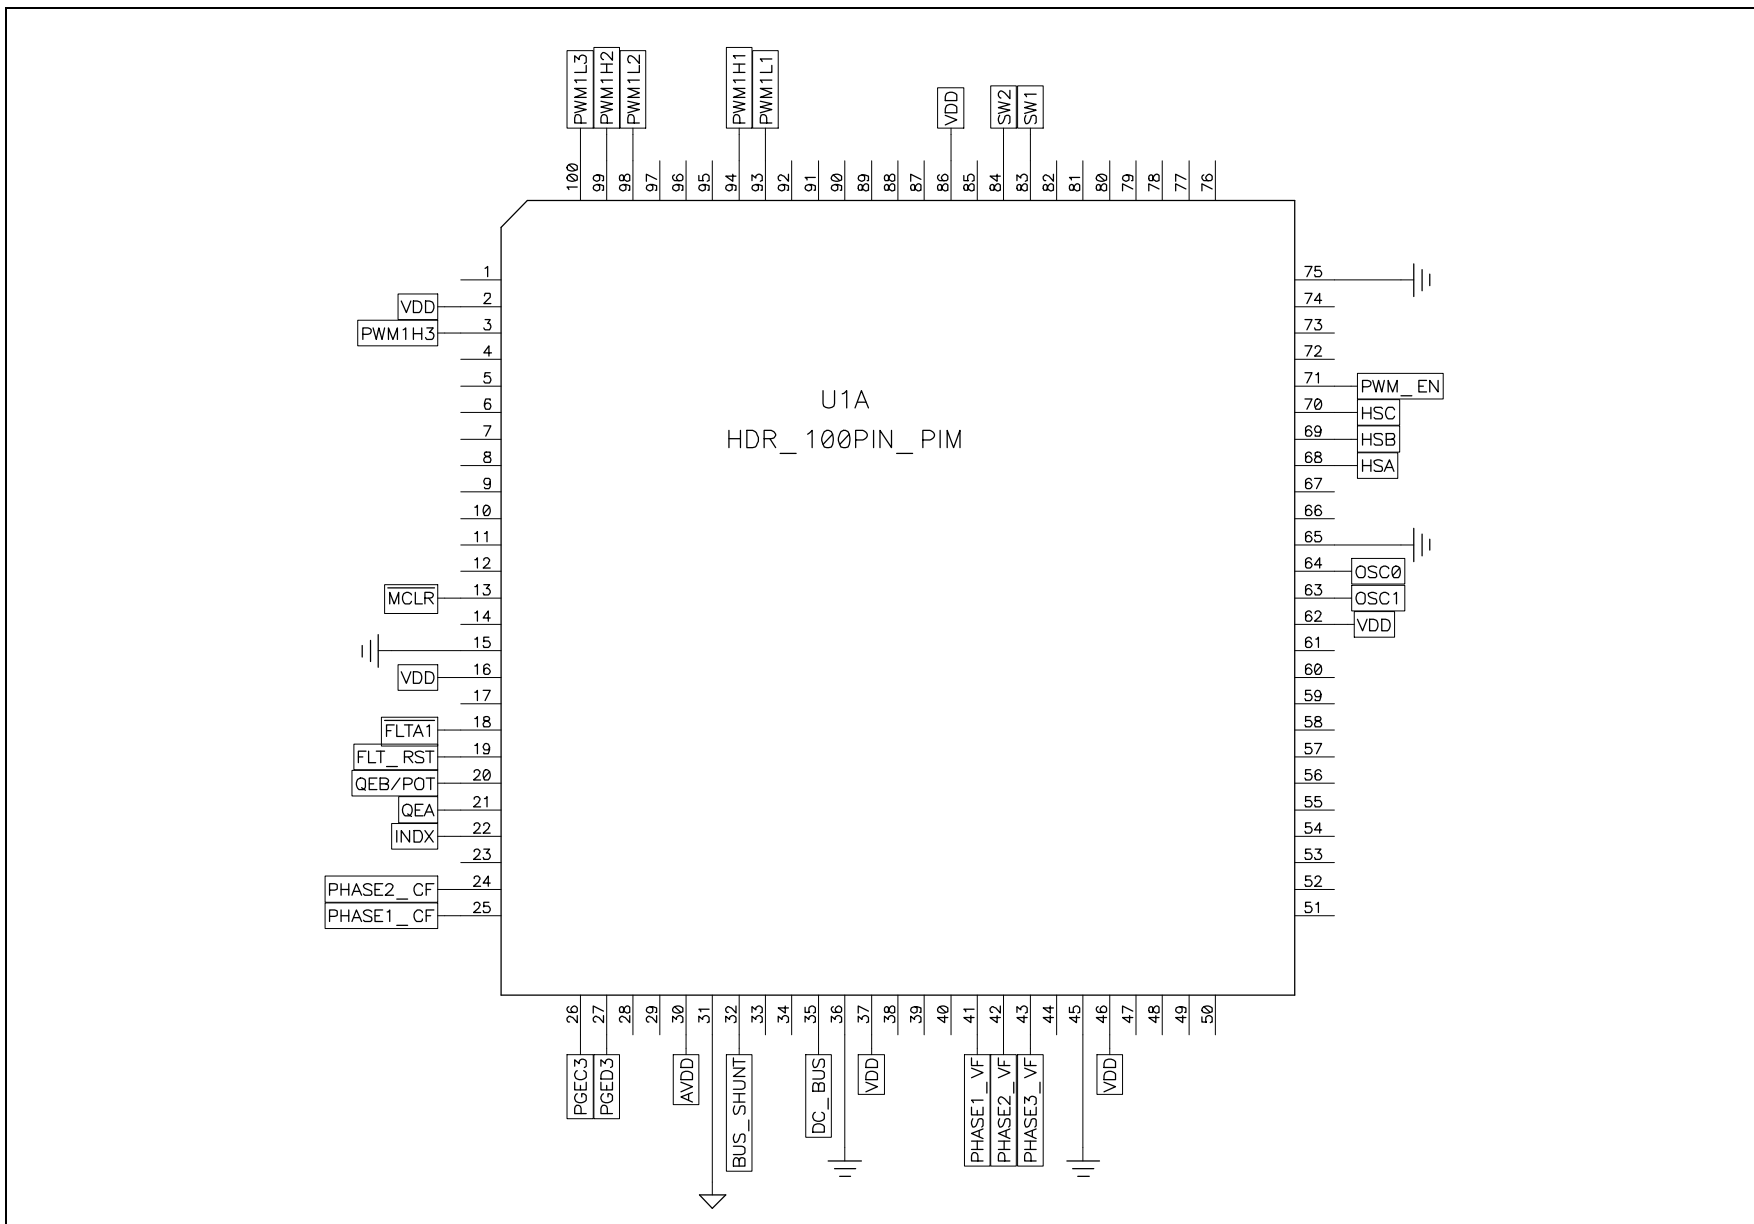 PWM1L3 PWM1H2 PWM1L2 PWM1H1 PWM1L1 VDD SW2 SW1
100 99 98 97 96 95 94 93 92 91 90 89 88 87 86 85 84 83 82 81 80 79 78 77 76
1 75
VDD 2 74
PWM1H3 3 73
4 72
5 71 PWM_EN
U1A
6 70 HSC
HDR_100PIN_PIM
7 69 HSB
8 68 HSA
9 67
10 66
11 65
12 64 OSC0
MCLR 13 63 OSC1
14 62 VDD
15 61
VDD 16 60
17 59
FLTA1 18 58
FLT_RST 19 57
QEB/POT 20 56
QEA 21 55
INDX 22 54
23 53
PHASE2_CF 24 52
PHASE1_CF 25 51
26 27 28 29 30 31 32 33 34 35 36 37 38 39 40 41 42 43 44 45 46 47 48 49 50
PGEC3 PGED3 AVDD BUS_SHUNT DC_BUS VDD PHASE1_VF PHASE2_VF PHASE3_VF VDD